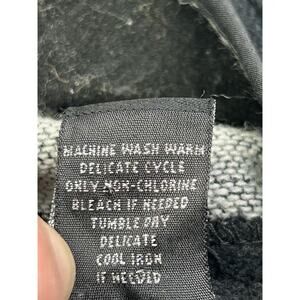 MACHINE WASH WARM
DELICATE CYCLE
ONLY NON-CHLORINE
BLEACH IF NEEDED
TUMBLE DRY
DELICATE
COOL IRON
IF NEEDED